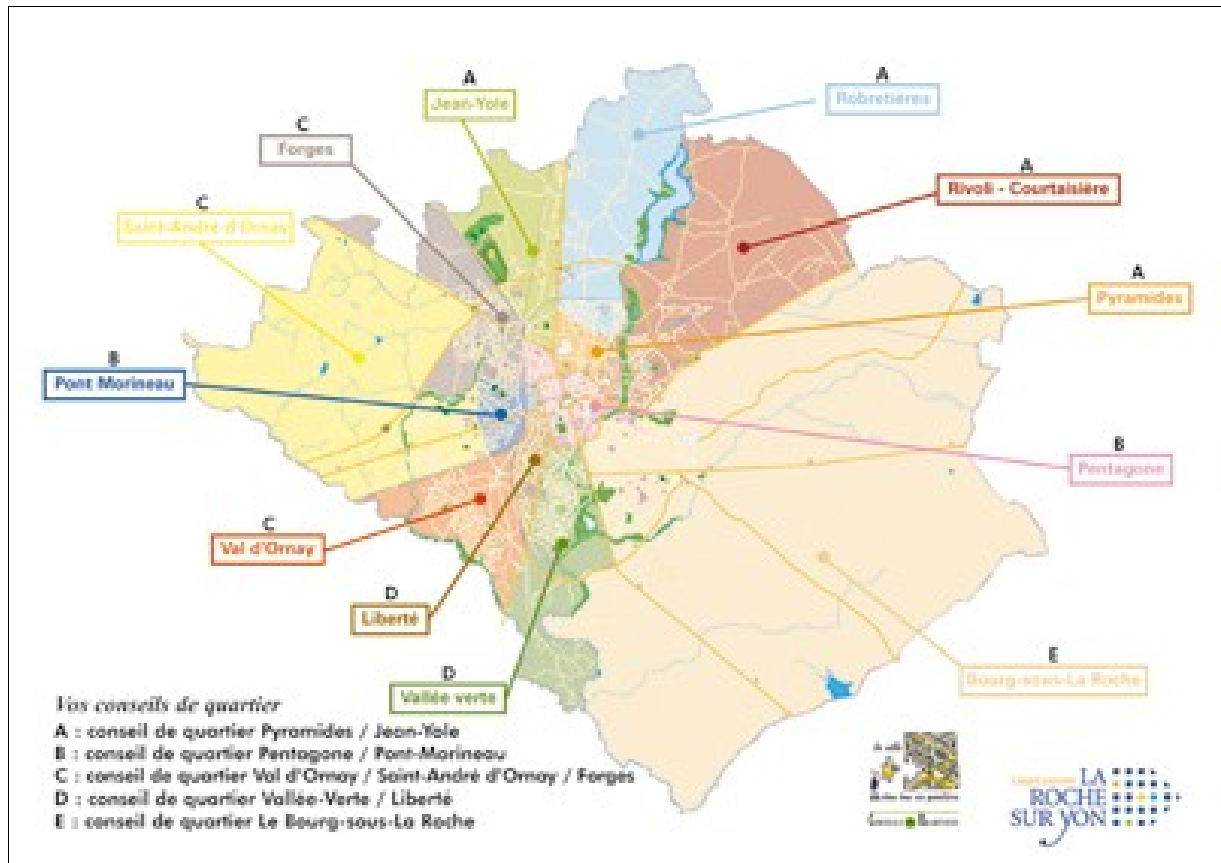 A
Jean-Yole
A
Robretières
C
Forges
A
Rivoli - Courtaisière
C
Saint-André d'Ornay
A
Pyramides
B
Pont Morineau
B
Pentagone
C
Val d'Ornay
D
Liberté
E
Bourg-sous-La Roche
D
Vallée verte
Vos conseils de quartier
A : conseil de quartier Pyramides / Jean-Yole
B : conseil de quartier Pentagone / Pont-Morineau
C : conseil de quartier Val d'Ornay / Saint-André d'Ornay / Forges
D : conseil de quartier Vallée-Verte / Liberté
E : conseil de quartier Le Bourg-sous-La Roche
LA
ROCHE
SUR YON